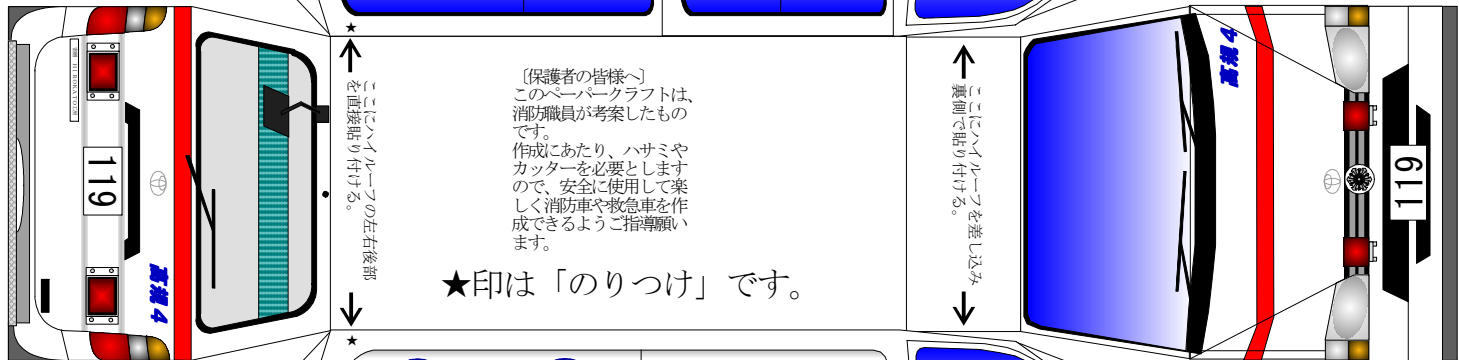 ★
ここにハイルーフの左右後部
を直接貼り付ける。
〔保護者の皆様へ〕
このペーパークラフトは、
消防職員が考案したもの
です。
作成にあたり、ハサミや
カッターを必要とします
ので、安全に使用して楽
しく消防車や救急車を作
成できるようご指導願い
ます。
★印は「のりつけ」です。
ここにハイルーフを差し込み
裏側で貼り付ける。
高規4
119
119
高規4
★